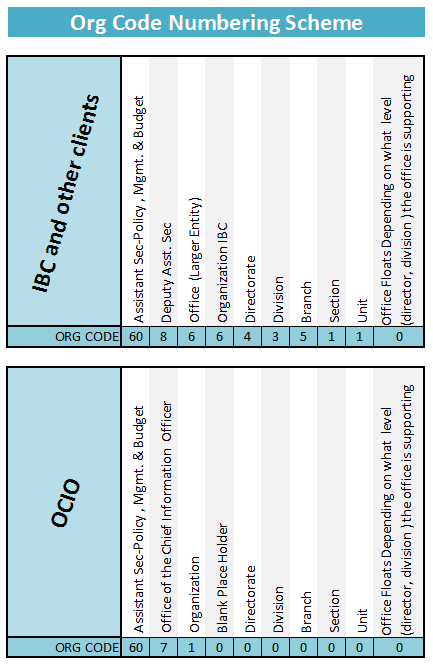 Org Code Numbering Scheme
IBC and other clients
Assistant Sec-Policy , Mgmt. & Budget
Deputy Asst. Sec
Office (Larger Entity)
Organization IBC
Directorate
Division
Branch
Section
Unit
Office Floats Depending on what level
(director, division ) the office is supporting
ORG CODE 60 8 6 6 4 3 5 1 1 0
OCIO
Assistant Sec-Policy , Mgmt. & Budget
Office of the Chief Information Officer
Organization
Blank Place Holder
Directorate
Division
Branch
Section
Unit
Office Floats Depending on what level
(director, division ) the office is supporting
ORG CODE 60 7 1 0 0 0 0 0 0 0